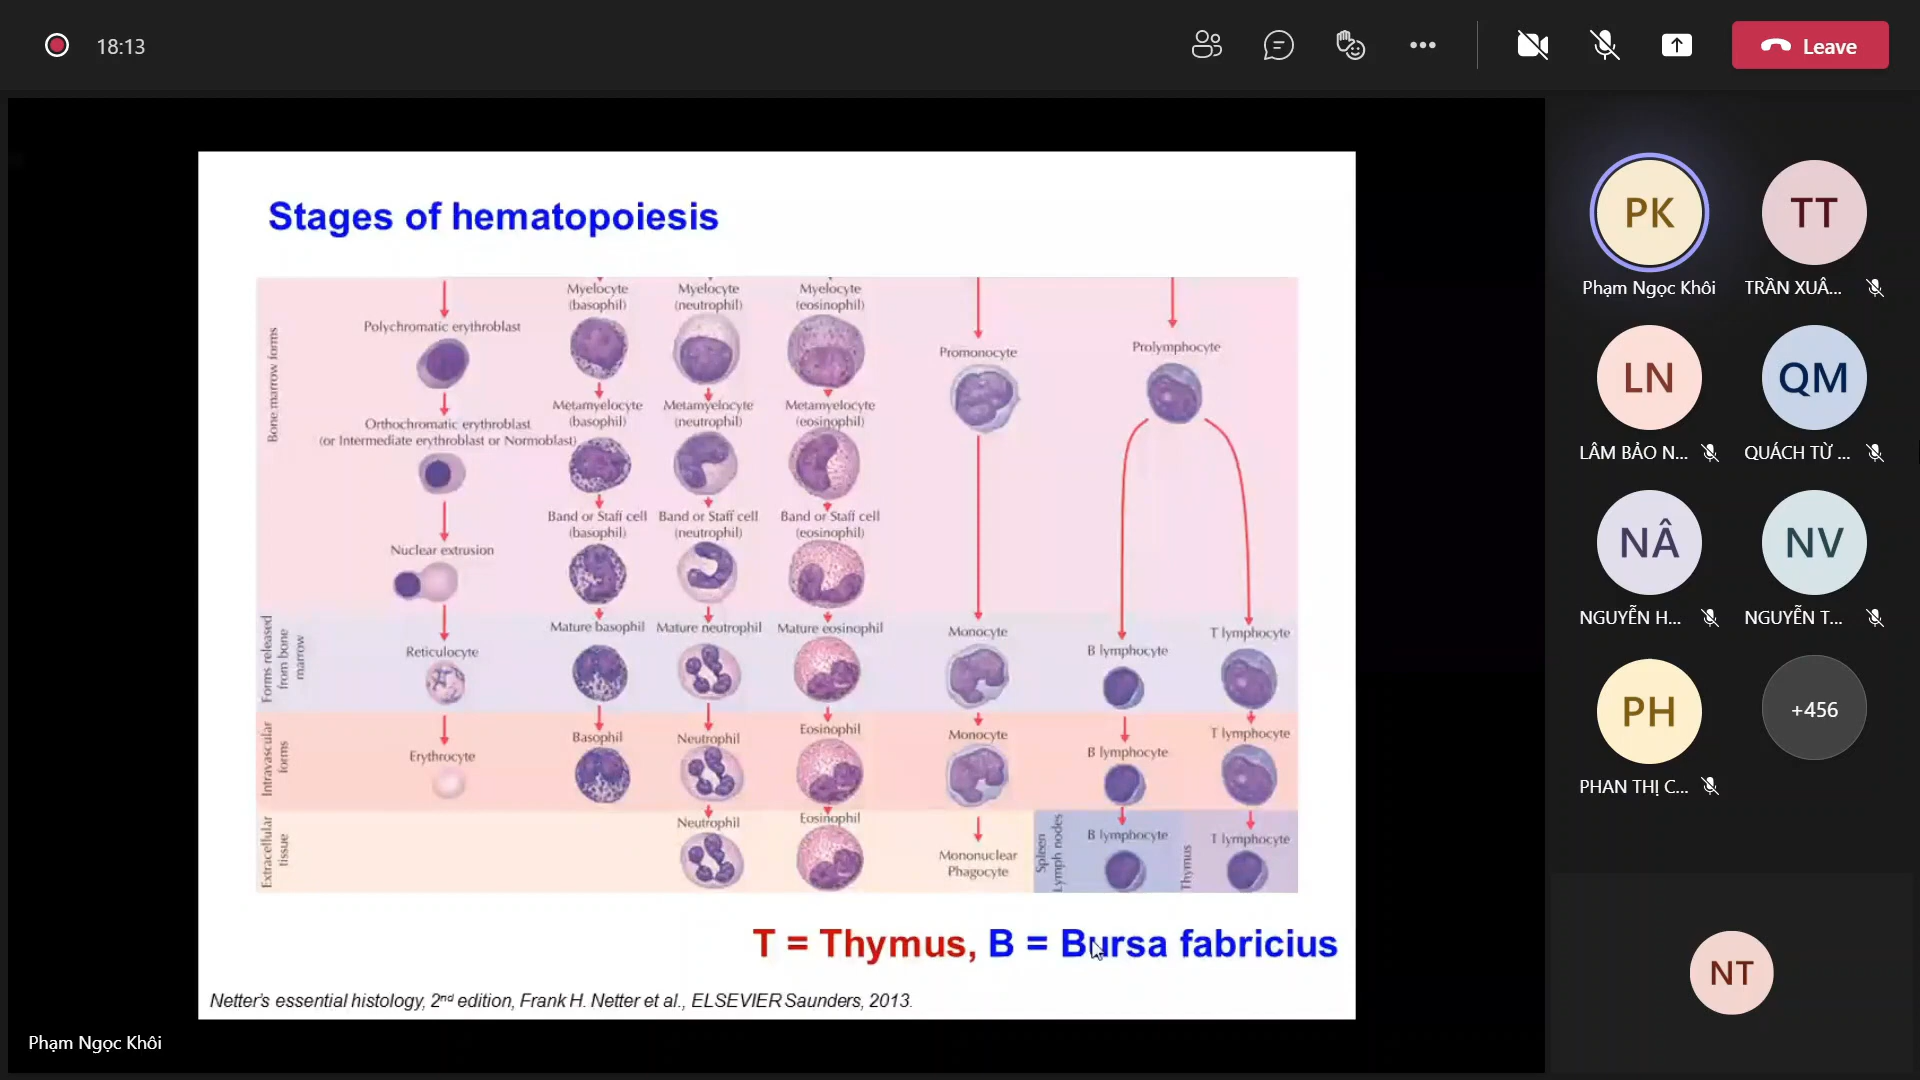 18:13
Leave
Stages of hematopoiesis
Bone marrow forms
Polychromatic erythroblast
Orthochromatic erythroblast
(or Intermediate erythroblast or Normoblast)
Nuclear extrusion
Myelocyte
(basophil)
Metamyelocyte
(basophil)
Band or Staff cell
(basophil)
Myelocyte
(neutrophil)
Metamyelocyte
(neutrophil)
Band or Staff cell
(neutrophil)
Myelocyte
(eosinophil)
Metamyelocyte
(eosinophil)
Band or Staff cell
(eosinophil)
Promonocyte
Prolymphocyte
Forms released
from bone
marrow
Reticulocyte
Mature basophil
Mature neutrophil
Mature eosinophil
Monocyte
B lymphocyte
T lymphocyte
Intravascular
forms
Erythrocyte
Basophil
Neutrophil
Eosinophil
Monocyte
B lymphocyte
T lymphocyte
Extracellular
tissue
Neutrophil
Eosinophil
Mononuclear
Phagocyte
Spleen
Lymph nodes
B lymphocyte
Thymus
T lymphocyte
T = Thymus, B = Bursa fabricius
Netter's essential histology, 2nd edition, Frank H. Netter et al., ELSEVIER Saunders, 2013.
Phạm Ngọc Khôi
PK
Phạm Ngọc Khôi
TT
TRẦN XUÂ...
LN
LÂM BẢO N...
QM
QUÁCH TỪ ...
NÂ
NGUYỄN H...
NV
NGUYỄN T...
PH
PHAN THỊ C...
+456
NT